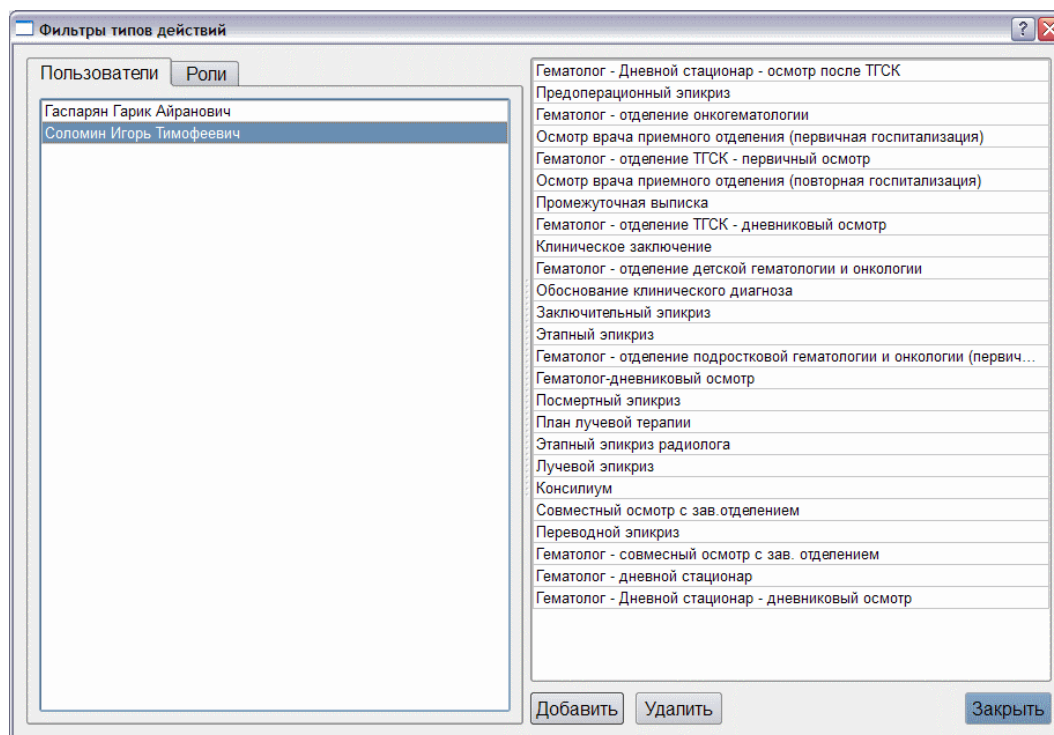 Фильтры типов действий
Пользователи Роли
Гаспарян Гарик Айранович
Соломин Игорь Тимофеевич
Гематолог - Дневной стационар - осмотр после ТГСК
Предоперационный эпикриз
Гематолог - отделение онкогематологии
Осмотр врача приемного отделения (первичная госпитализация)
Гематолог - отделение ТГСК - первичный осмотр
Осмотр врача приемного отделения (повторная госпитализация)
Промежуточная выписка
Гематолог - отделение ТГСК - дневниковый осмотр
Клиническое заключение
Гематолог - отделение детской гематологии и онкологии
Обоснование клинического диагноза
Заключительный эпикриз
Этапный эпикриз
Гематолог - отделение подростковой гематологии и онкологии (первич...
Гематолог-дневниковый осмотр
Посмертный эпикриз
План лучевой терапии
Этапный эпикриз радиолога
Лучевой эпикриз
Консилиум
Совместный осмотр с зав.отделением
Переводной эпикриз
Гематолог - совмесный осмотр с зав. отделением
Гематолог - дневной стационар
Гематолог - Дневной стационар - дневниковый осмотр
Добавить Удалить Закрыть